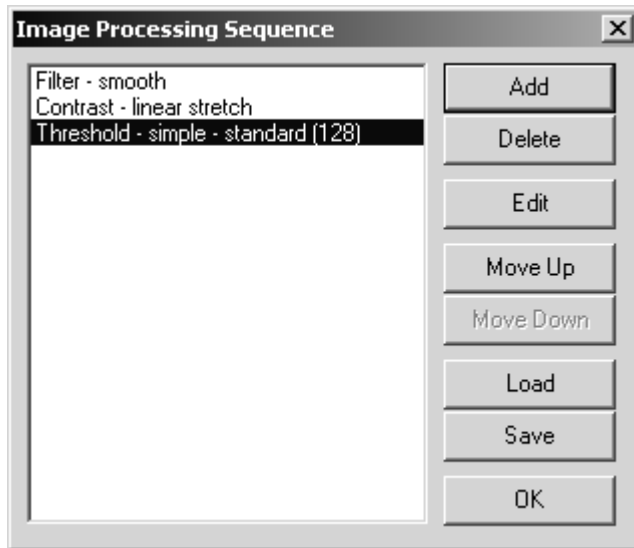 Image Processing Sequence
Filter - smooth
Contrast - linear stretch
Threshold - simple - standard (128)
Add
Delete
Edit
Move Up
Move Down
Load
Save
OK